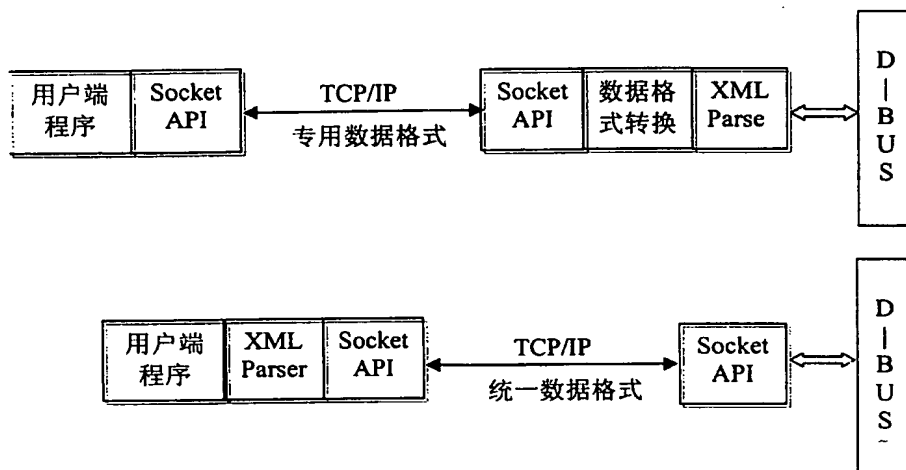 用户端
程序
Socket
API
TCP/IP
专用数据格式
Socket
API
数据格
式转换
XML
Parse
D
|
B
U
S
用户端
程序
XML
Parser
Socket
API
TCP/IP
统一数据格式
Socket
API
D
|
B
U
S
~